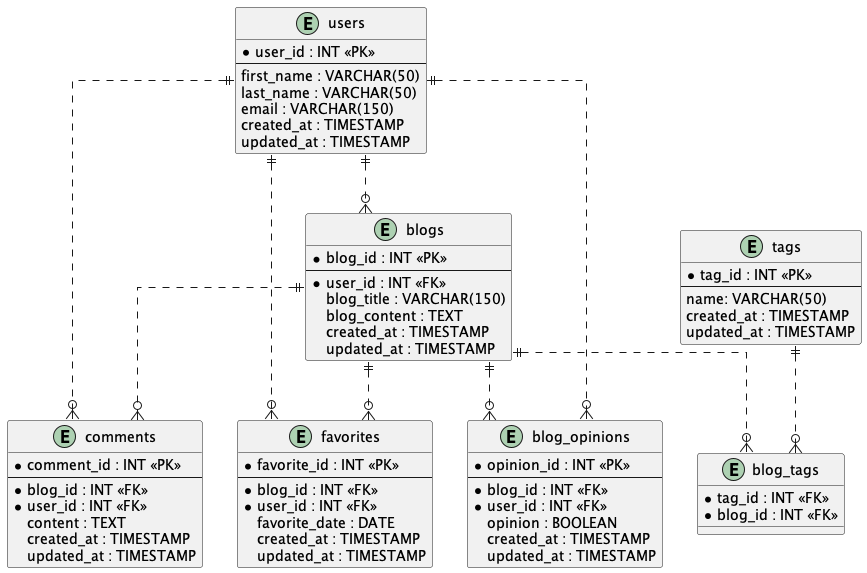 E users
* user_id : INT «PK»
first_name : VARCHAR(50)
last_name : VARCHAR(50)
email : VARCHAR(150)
created_at : TIMESTAMP
updated_at : TIMESTAMP
E blogs
* blog_id : INT «PK»
* user_id : INT «FK»
blog_title : VARCHAR(150)
blog_content : TEXT
created_at : TIMESTAMP
updated_at : TIMESTAMP
E tags
* tag_id : INT «PK»
name: VARCHAR(50)
created_at : TIMESTAMP
updated_at : TIMESTAMP
E comments
* comment_id : INT «PK»
* blog_id : INT «FK»
* user_id : INT «FK»
content : TEXT
created_at : TIMESTAMP
updated_at : TIMESTAMP
E favorites
* favorite_id : INT «PK»
* blog_id : INT «FK»
* user_id : INT «FK»
favorite_date : DATE
created_at : TIMESTAMP
updated_at : TIMESTAMP
E blog_opinions
* opinion_id : INT «PK»
* blog_id : INT «FK»
* user_id : INT «FK»
opinion : BOOLEAN
created_at : TIMESTAMP
updated_at : TIMESTAMP
E blog_tags
* tag_id : INT «FK»
* blog_id : INT «FK»